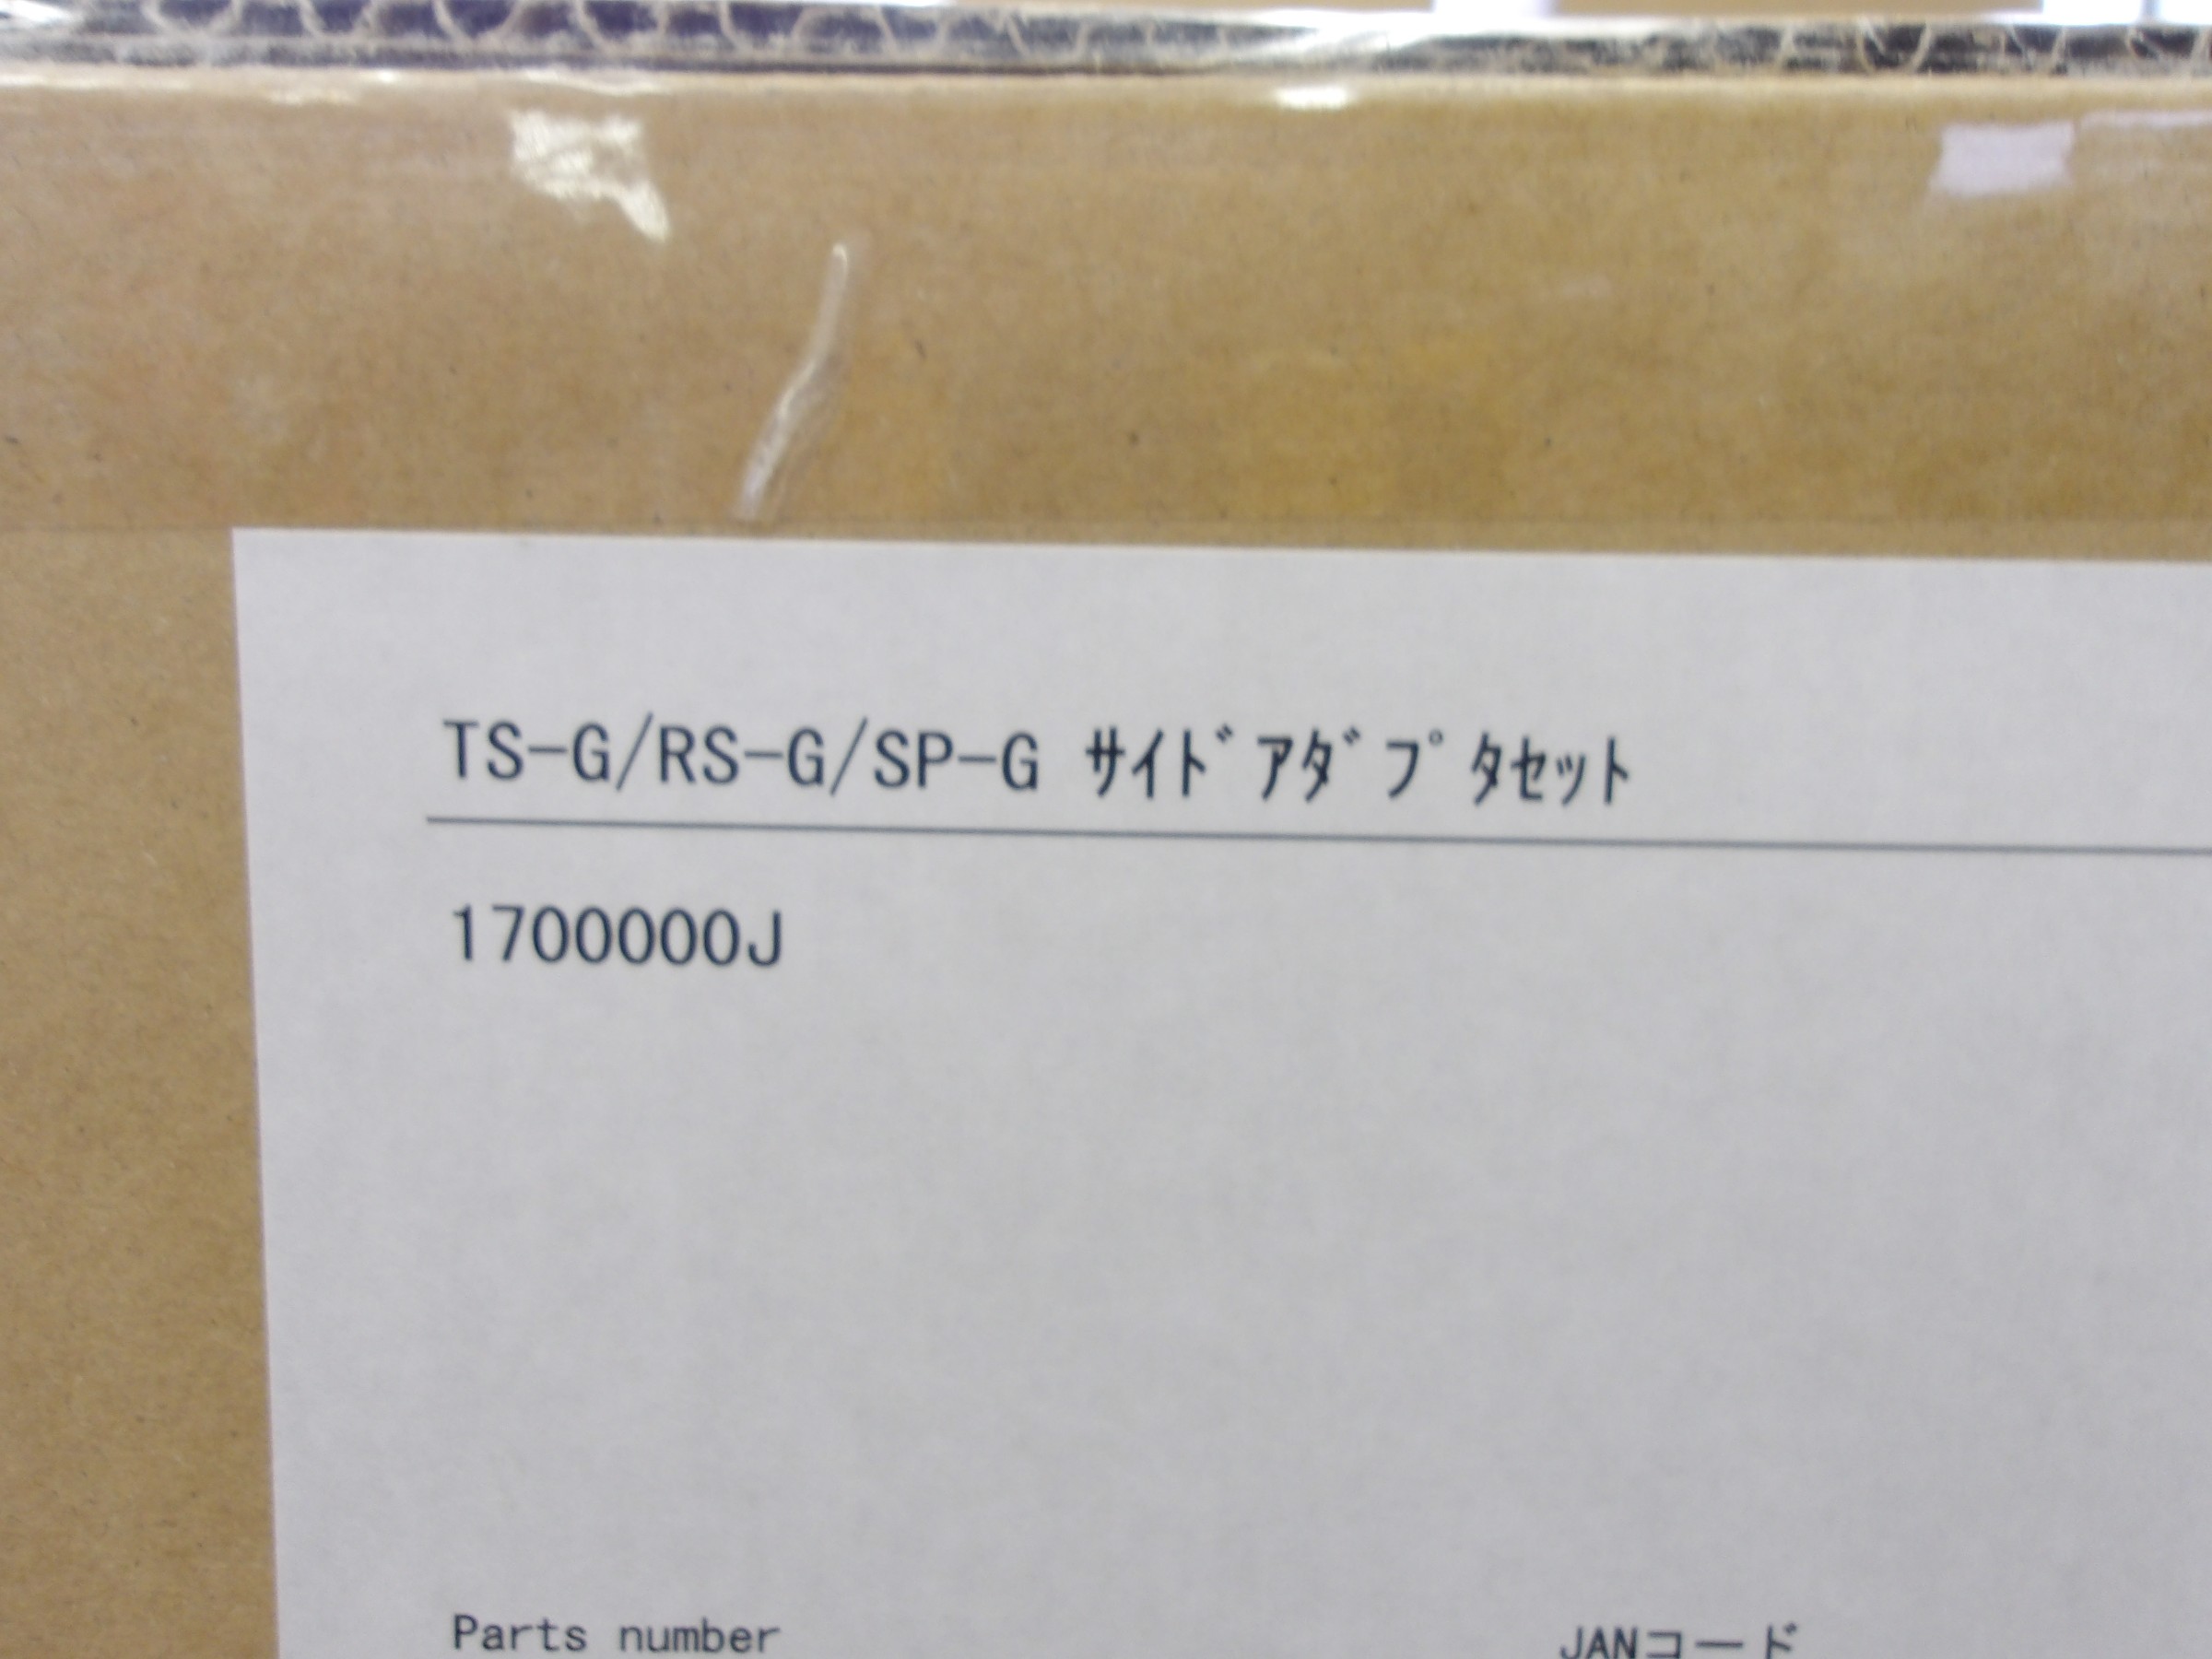 TS-G/RS-G/SP-G ｻｲﾄﾞｱﾀﾞﾌﾟﾀｾｯﾄ
1700000J
Parts number JANコード